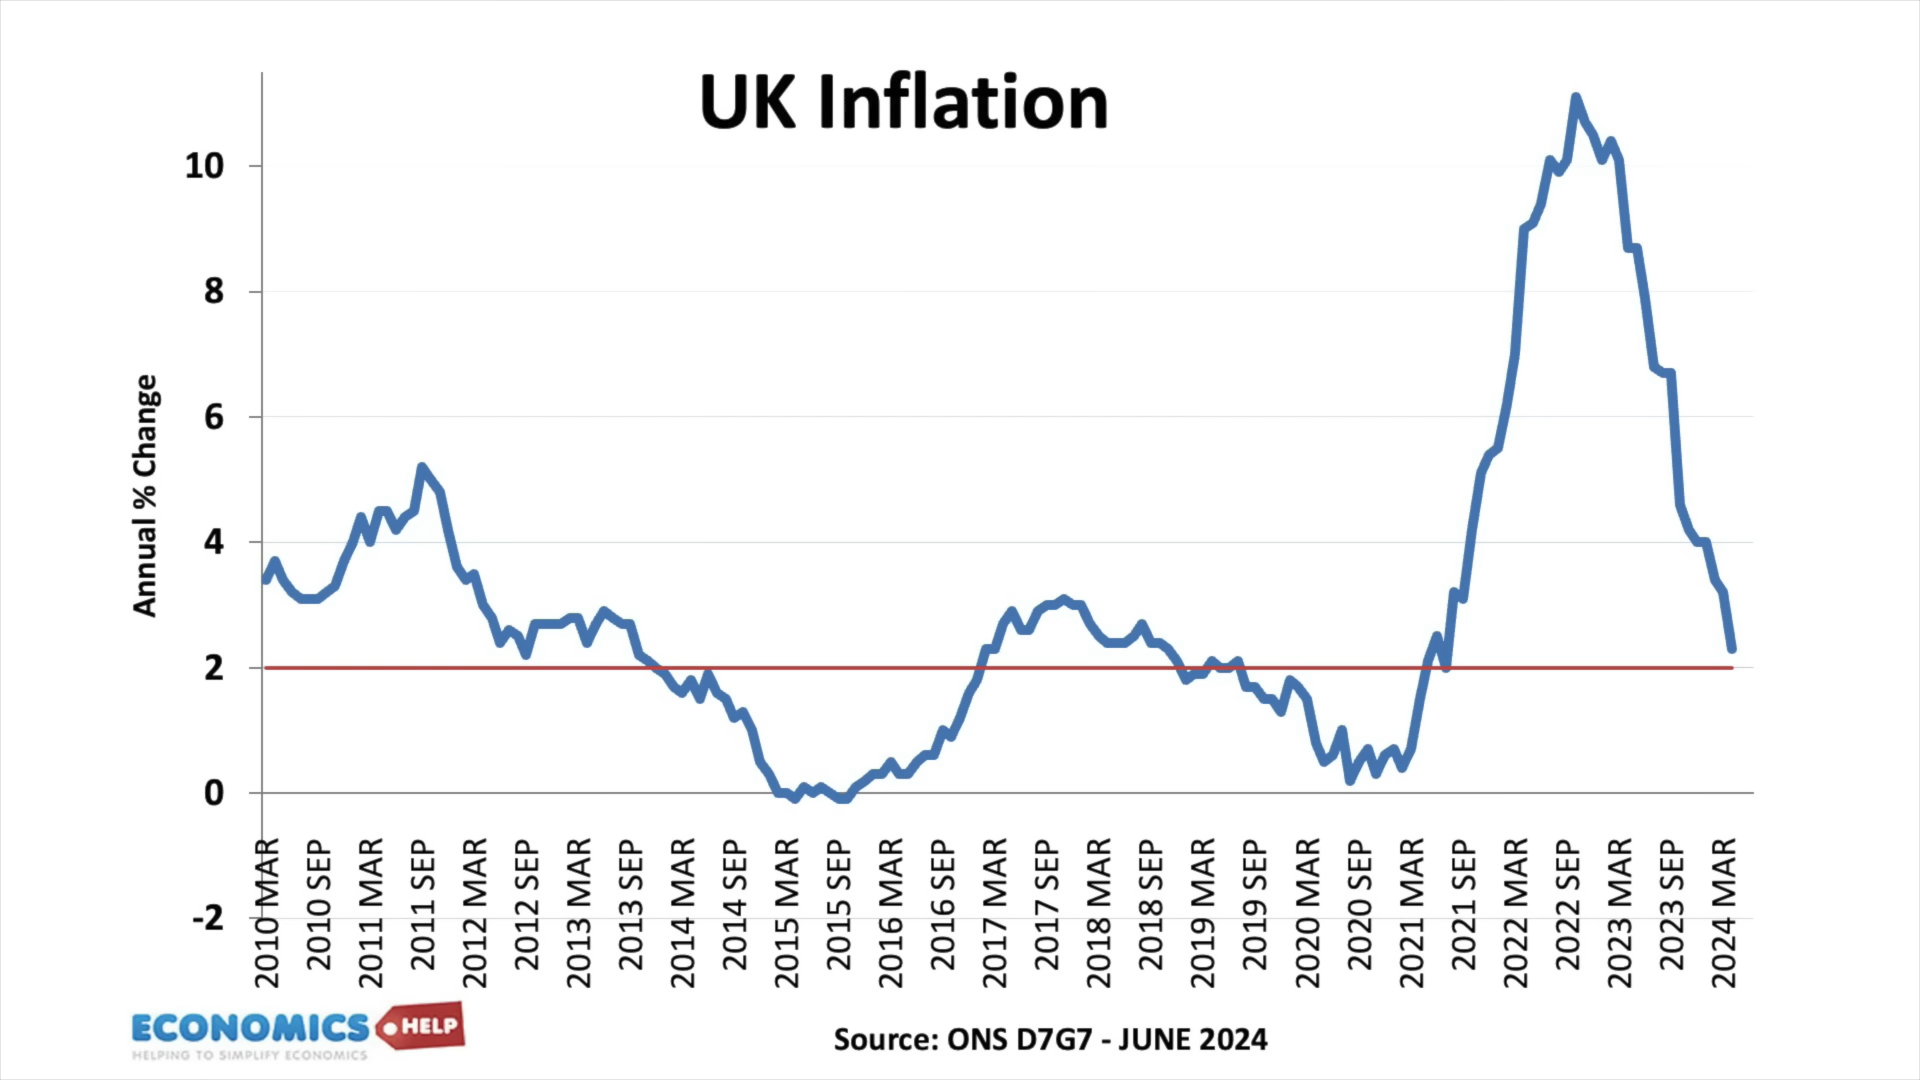 UK Inflation
Annual % Change
10
8
6
4
2
0
-2
2010 MAR
2010 SEP
2011 MAR
2011 SEP
2012 MAR
2012 SEP
2013 MAR
2013 SEP
2014 MAR
2014 SEP
2015 MAR
2015 SEP
2016 MAR
2016 SEP
2017 MAR
2017 SEP
2018 MAR
2018 SEP
2019 MAR
2019 SEP
2020 MAR
2020 SEP
2021 MAR
2021 SEP
2022 MAR
2022 SEP
2023 MAR
2023 SEP
2024 MAR
ECONOMICS HELP
HELPING TO SIMPLIFY ECONOMICS
Source: ONS D7G7 - JUNE 2024